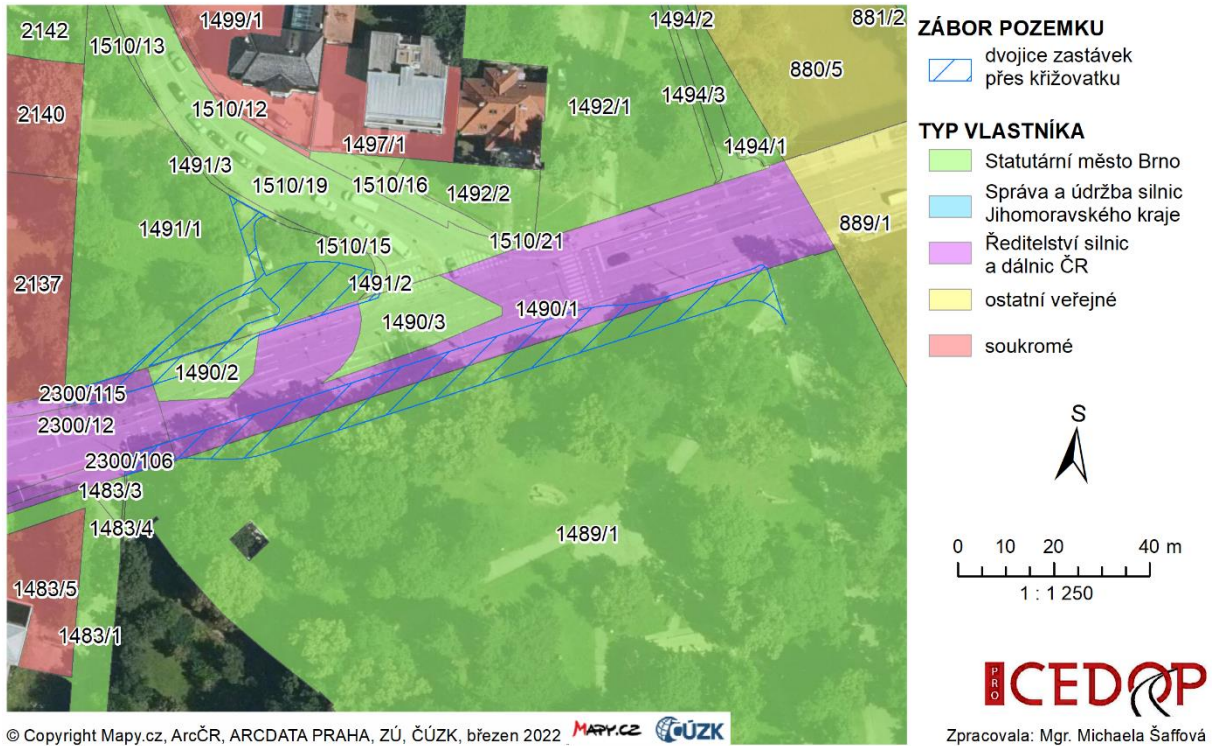 2142
1510/13
1499/1
1494/2
881/2
880/5
2140
1510/12
1492/1
1494/3
1497/1
1494/1
1491/3
1510/19
1510/16
1492/2
1491/1
1510/15
1510/21
889/1
2137
1491/2
1490/1
1490/3
1490/2
2300/115
2300/12
2300/106
1483/3
1483/4
1489/1
1483/5
1483/1
ZÁBOR POZEMKU
dvojice zastávek
přes křižovatku
TYP VLASTNÍKA
Statutární město Brno
Správa a údržba silnic
Jihomoravského kraje
Ředitelství silnic
a dálnic ČR
ostatní veřejné
soukromé
S
0 10 20 40 m
1 : 1 250
PRO CEDOP
© Copyright Mapy.cz, ArcČR, ARCDATA PRAHA, ZÚ, ČÚZK, březen 2022 MAPY.CZ ČÚZK
Zpracovala: Mgr. Michaela Šaffová